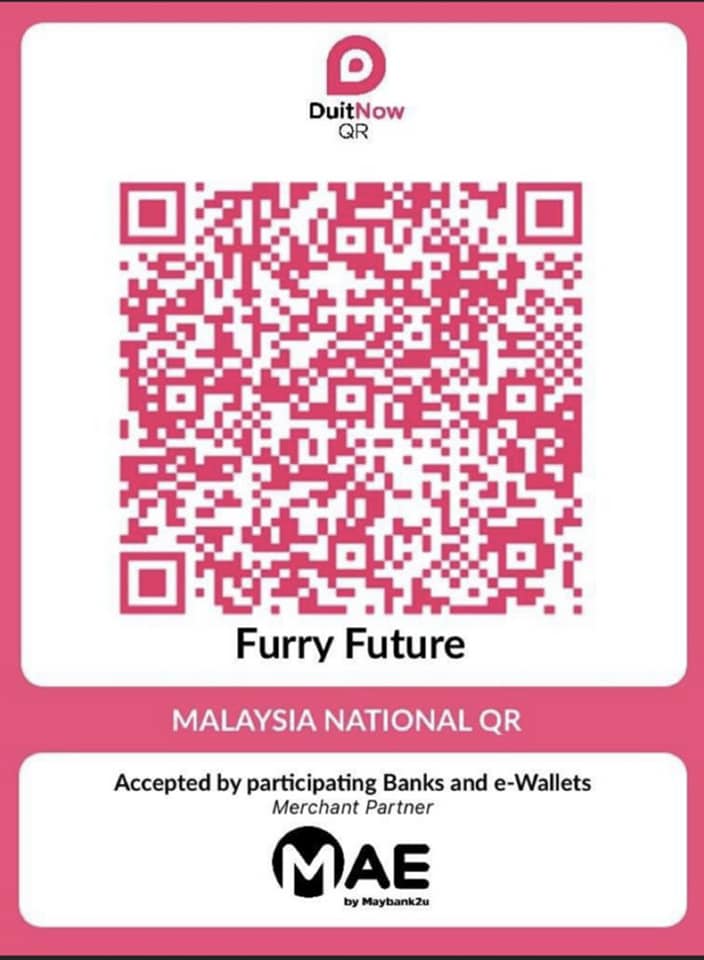 DuitNow
QR
Furry Future
MALAYSIA NATIONAL QR
Accepted by participating Banks and e-Wallets
Merchant Partner
MAE
by Maybank2u